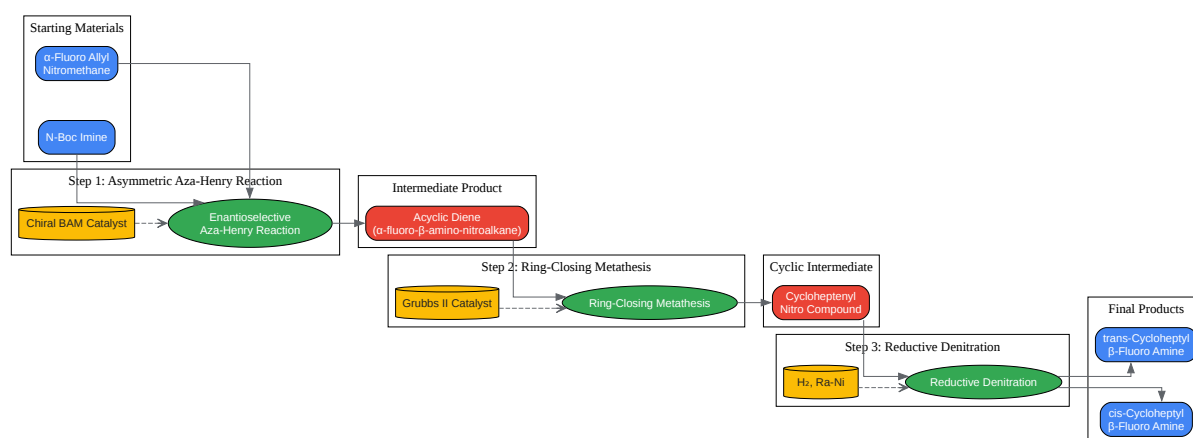 Starting Materials
α-Fluoro Allyl
Nitromethane
N-Boc Imine
Step 1: Asymmetric Aza-Henry Reaction
Chiral BAM Catalyst
Enantioselective
Aza-Henry Reaction
Intermediate Product
Acyclic Diene
(α-fluoro-β-amino-nitroalkane)
Step 2: Ring-Closing Metathesis
Grubbs II Catalyst
Ring-Closing Metathesis
Cyclic Intermediate
Cycloheptenyl
Nitro Compound
Step 3: Reductive Denitration
H₂, Ra-Ni
Reductive Denitration
Final Products
trans-Cycloheptyl
β-Fluoro Amine
cis-Cycloheptyl
β-Fluoro Amine